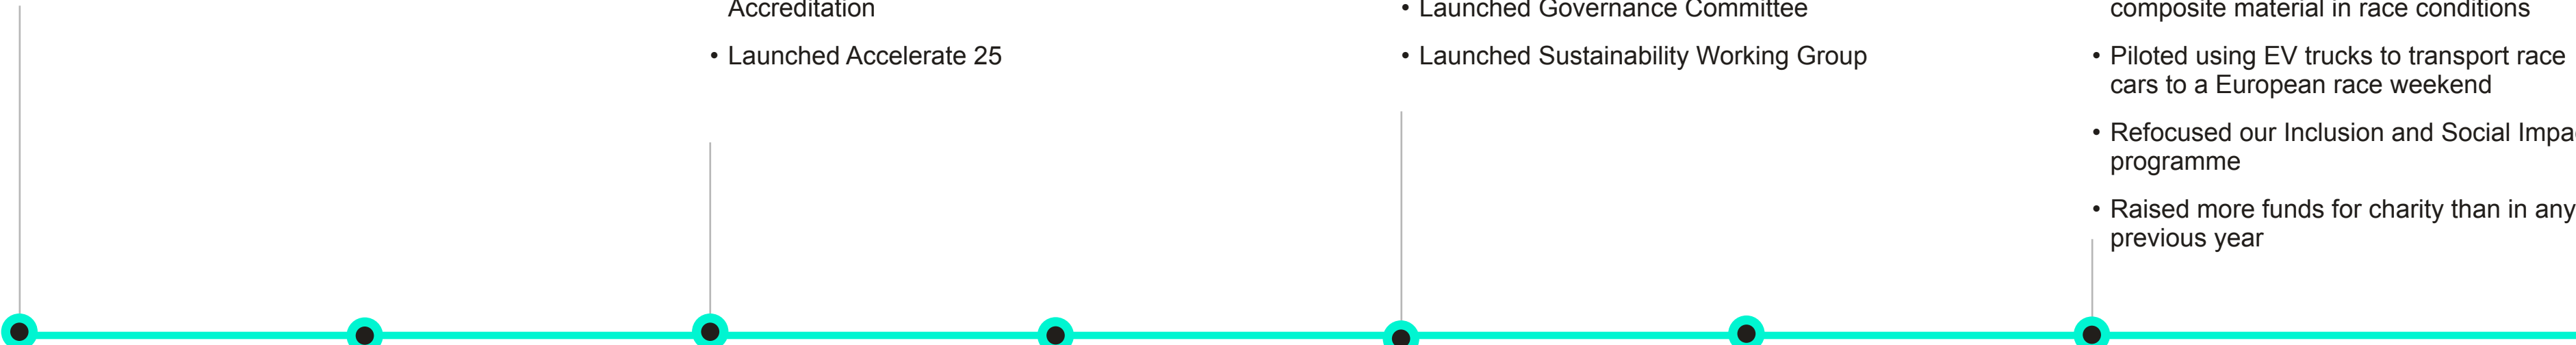 Accreditation
• Launched Accelerate 25
• Launched Governance Committee
• Launched Sustainability Working Group
composite material in race conditions
• Piloted using EV trucks to transport race
cars to a European race weekend
• Refocused our Inclusion and Social
programme
• Raised more funds for charity than in any
previous year